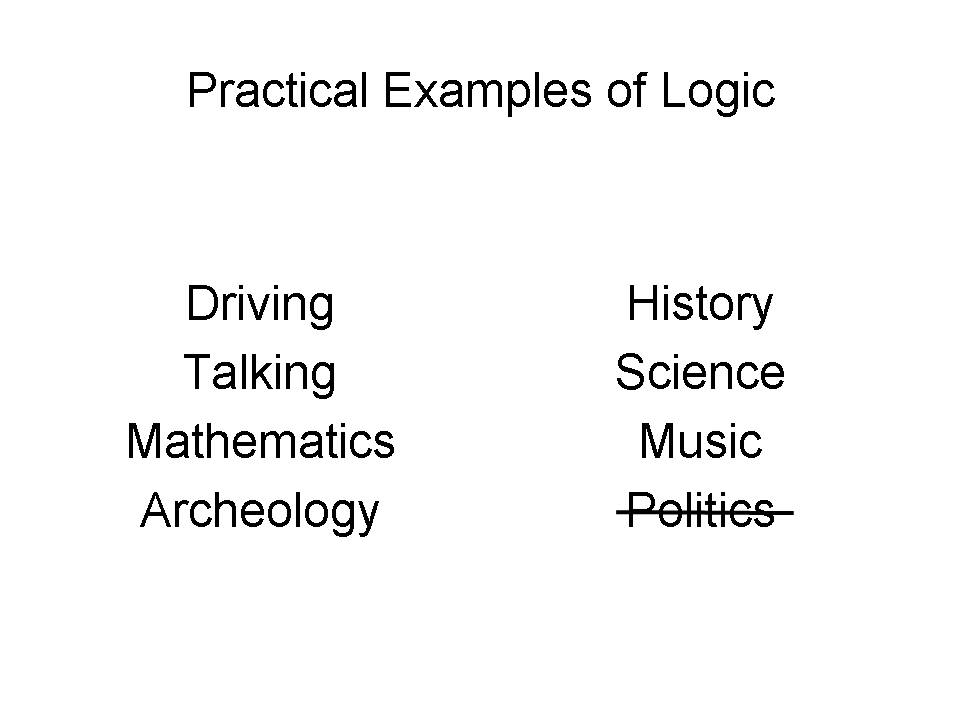 Practical Examples of Logic
Driving
Talking
Mathematics
Archeology
History
Science
Music
Politics